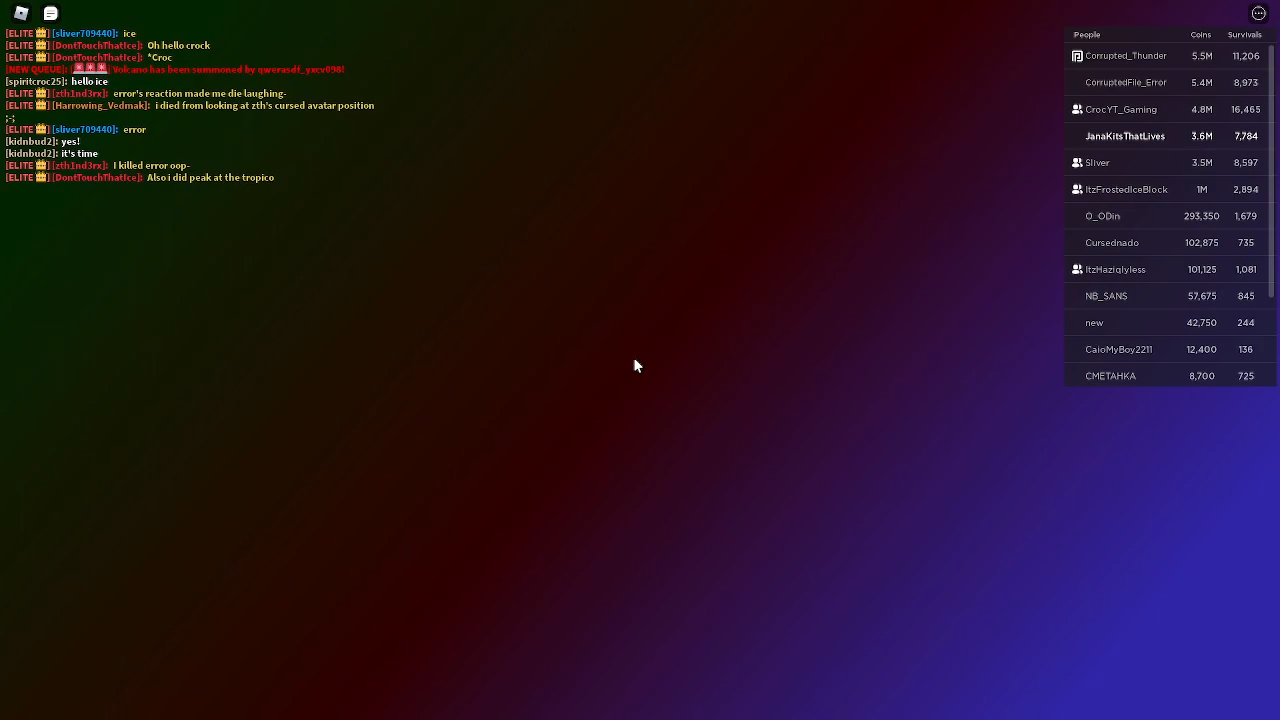 [ELITE 👑] [sliver709440]: ice
[ELITE 👑] [DontTouchThatIce]: Oh hello crock
[ELITE 👑] [DontTouchThatIce]: *Croc
[NEW QUEUE]: [🚨🚨🚨] Volcano has been summoned by qwerasdf_yxcv098!
[spiritcroc25]: hello ice
[ELITE 👑] [zth1nd3rx]: error's reaction made me die laughing-
[ELITE 👑] [Harrowing_Vedmak]: i died from looking at zth's cursed avatar position
;-;
[ELITE 👑] [sliver709440]: error
[kidnbud2]: yes!
[kidnbud2]: it's time
[ELITE 👑] [zth1nd3rx]: I killed error oop-
[ELITE 👑] [DontTouchThatIce]: Also i did peak at the tropico
People Coins Survivals
Corrupted_Thunder 5.5M 11,206
CorruptedFile_Error 5.4M 8,973
CrocYT_Gaming 4.8M 16,465
JanaKitsThatLives 3.6M 7,784
Sliver 3.5M 8,597
ItzFrostedIceBlock 1M 2,894
O_ODin 293,350 1,679
Cursednado 102,875 735
ItzMaziqlyless 101,125 1,081
NB_SANS 57,675 845
new 42,750 244
CaioMyBoy2211 12,400 136
CMETAHKA 8,700 725